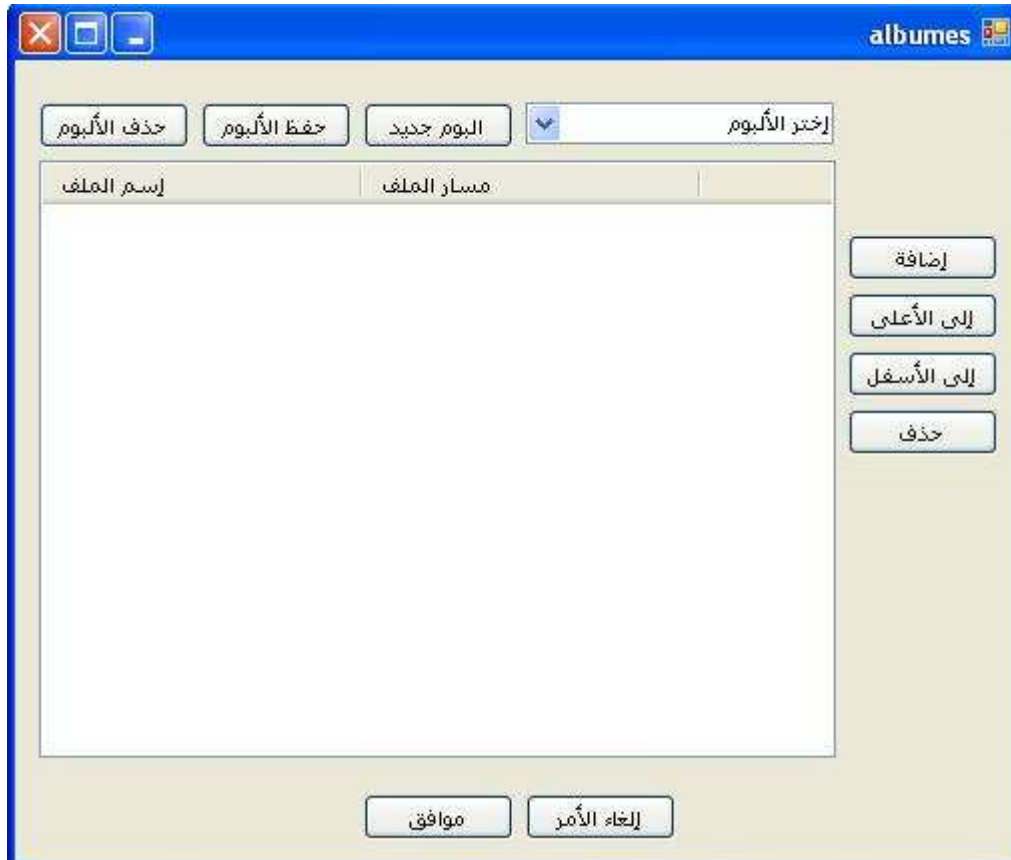 albumes
إختر الألبوم
البوم جديد
حفظ الألبوم
حذف الألبوم
مسار الملف
إسم الملف
إضافة
إلى الأعلى
إلى الأسفل
حذف
إلغاء الأمر
موافق